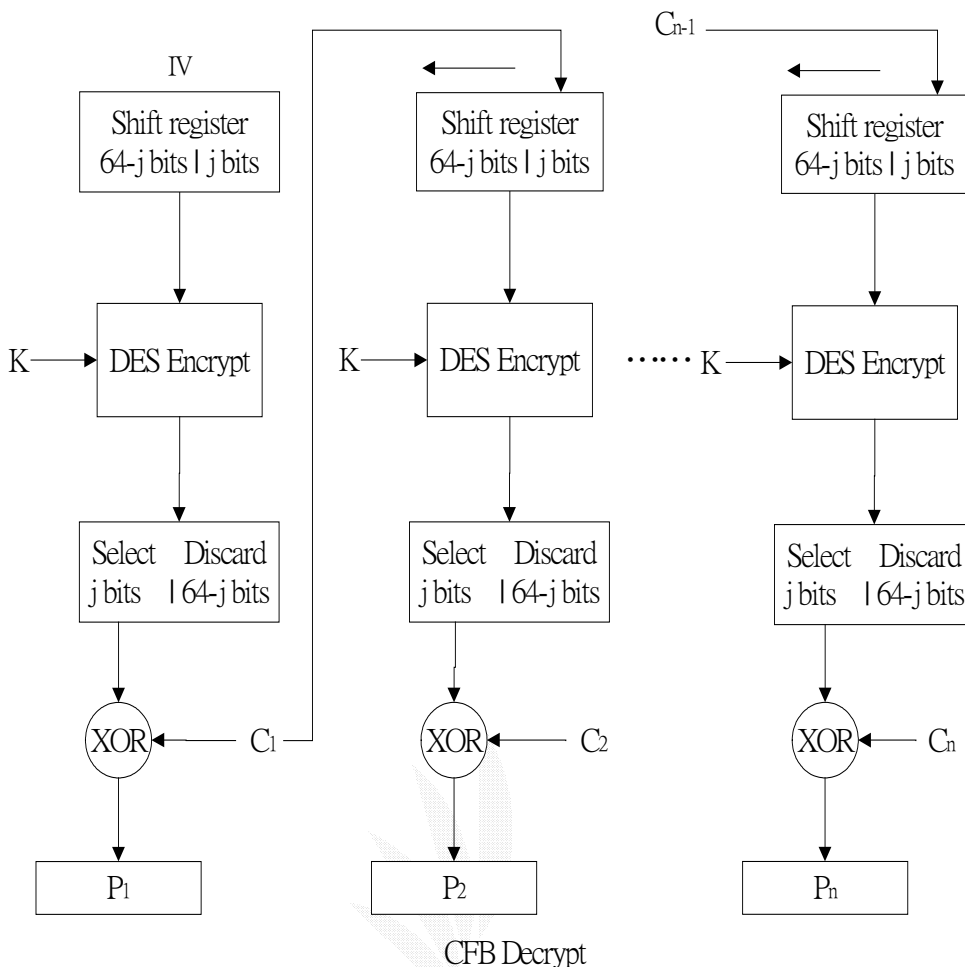 C n-1
IV
Shift register
64-j bits | j bits
Shift register
64-j bits | j bits
Shift register
64-j bits | j bits
K
DES Encrypt
K
DES Encrypt
…… K
DES Encrypt
Select Discard
j bits | 64-j bits
Select Discard
j bits | 64-j bits
Select Discard
j bits | 64-j bits
XOR
C1
XOR
C2
XOR
Cn
P1
P2
Pn
CFB Decrypt